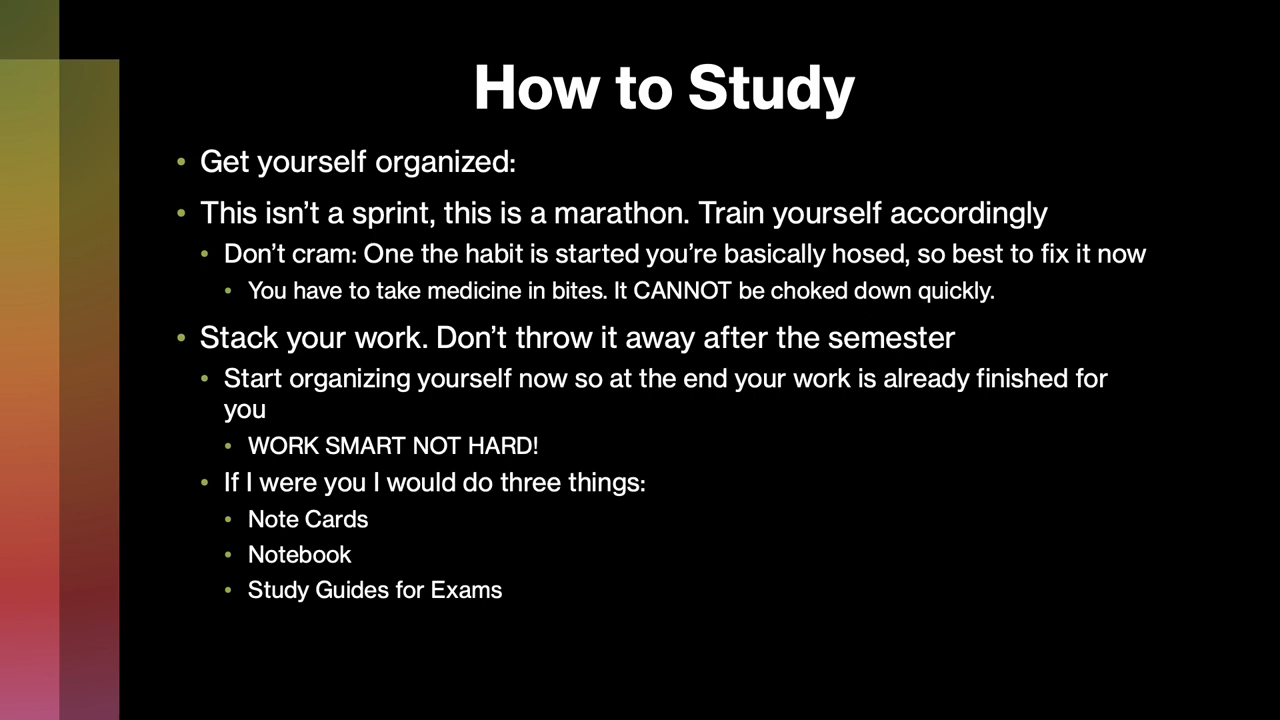 How to Study
• Get yourself organized:
• This isn’t a sprint, this is a marathon. Train yourself accordingly
• Don’t cram: One the habit is started you’re basically hosed, so best to fix it now
• You have to take medicine in bites. It CANNOT be choked down quickly.
• Stack your work. Don’t throw it away after the semester
• Start organizing yourself now so at the end your work is already finished for
you
• WORK SMART NOT HARD!
• If I were you I would do three things:
• Note Cards
• Notebook
• Study Guides for Exams